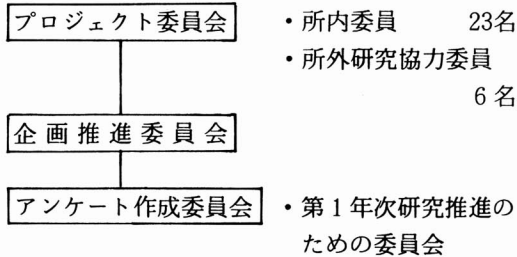 プロジェクト委員会
・所内委員　　23名
・所外研究協力委員
6名
企画推進委員会
アンケート作成委員会
・第1年次研究推進の
ための委員会